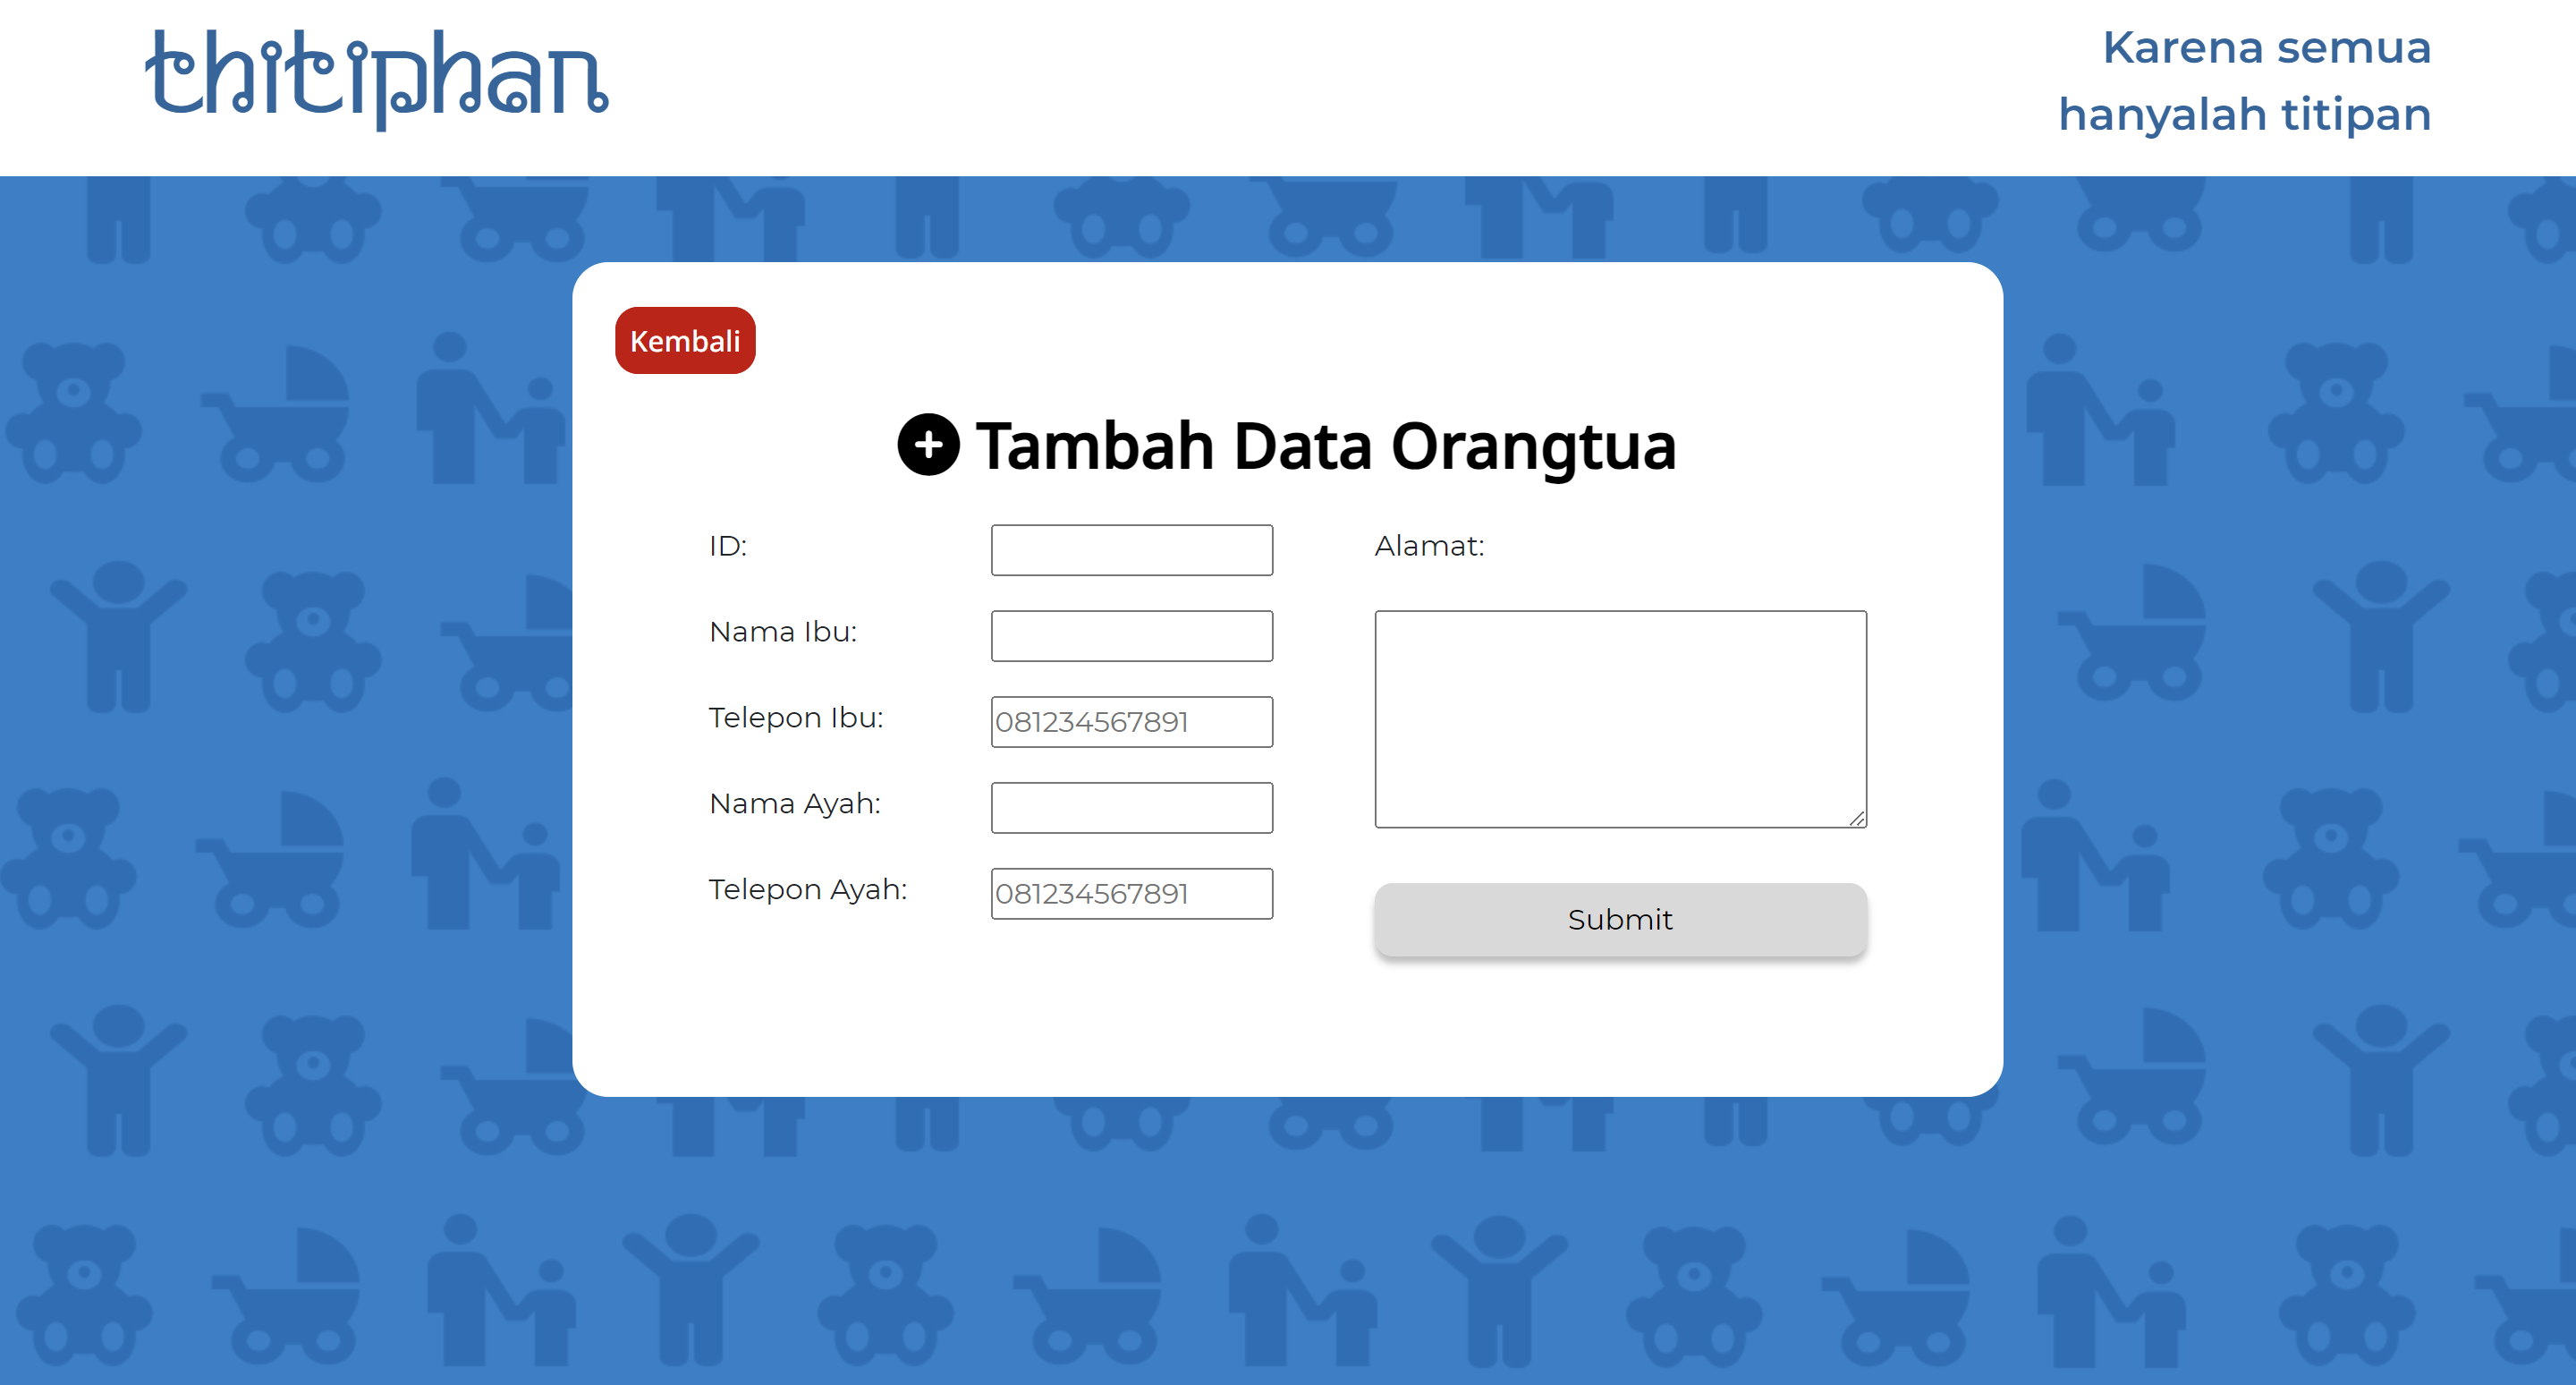 thitiphan
Karena semua
hanyalah titipan
Kembali
Tambah Data Orangtua
ID:
Nama Ibu:
Telepon Ibu: 081234567891
Nama Ayah:
Telepon Ayah: 081234567891
Alamat:
Submit